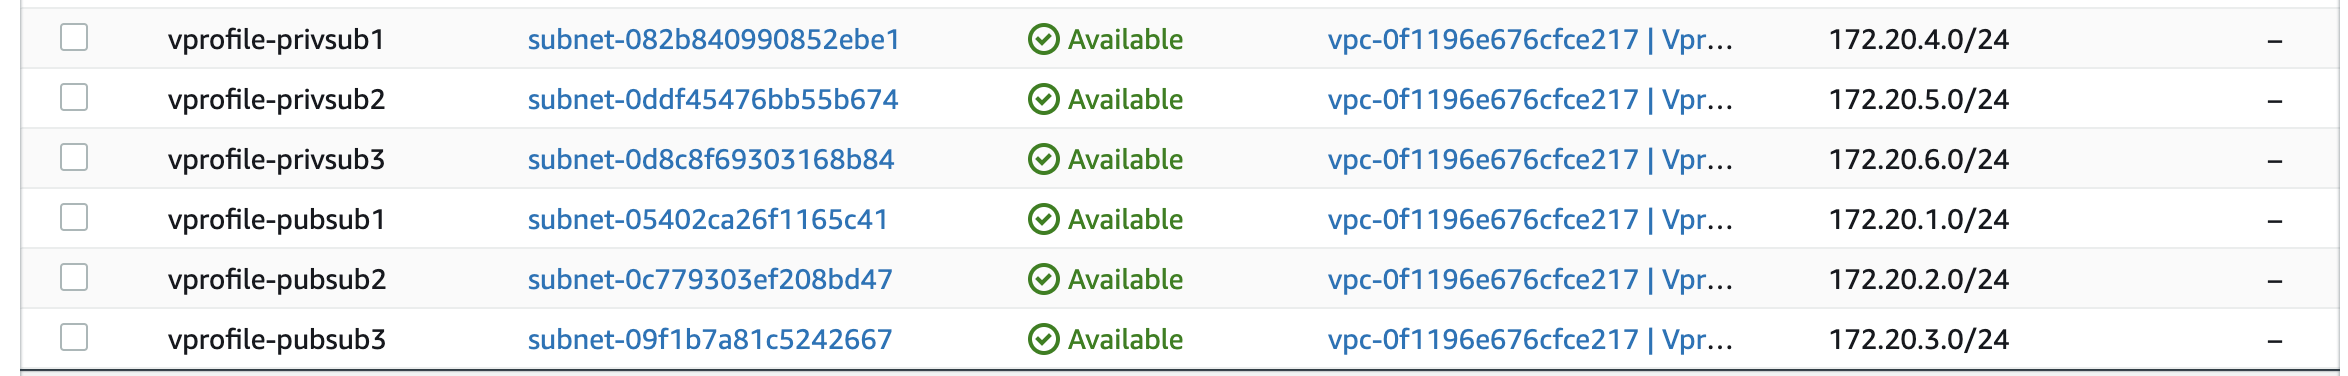 vprofile-privsub1 subnet-082b840990852ebe1 Available vpc-0f1196e676cfce217 | Vpr... 172.20.4.0/24 –
vprofile-privsub2 subnet-0ddf45476bb55b674 Available vpc-0f1196e676cfce217 | Vpr... 172.20.5.0/24 –
vprofile-privsub3 subnet-0d8c8f69303168b84 Available vpc-0f1196e676cfce217 | Vpr... 172.20.6.0/24 –
vprofile-pubsub1 subnet-05402ca26f1165c41 Available vpc-0f1196e676cfce217 | Vpr... 172.20.1.0/24 –
vprofile-pubsub2 subnet-0c779303ef208bd47 Available vpc-0f1196e676cfce217 | Vpr... 172.20.2.0/24 –
vprofile-pubsub3 subnet-09f1b7a81c5242667 Available vpc-0f1196e676cfce217 | Vpr... 172.20.3.0/24 –